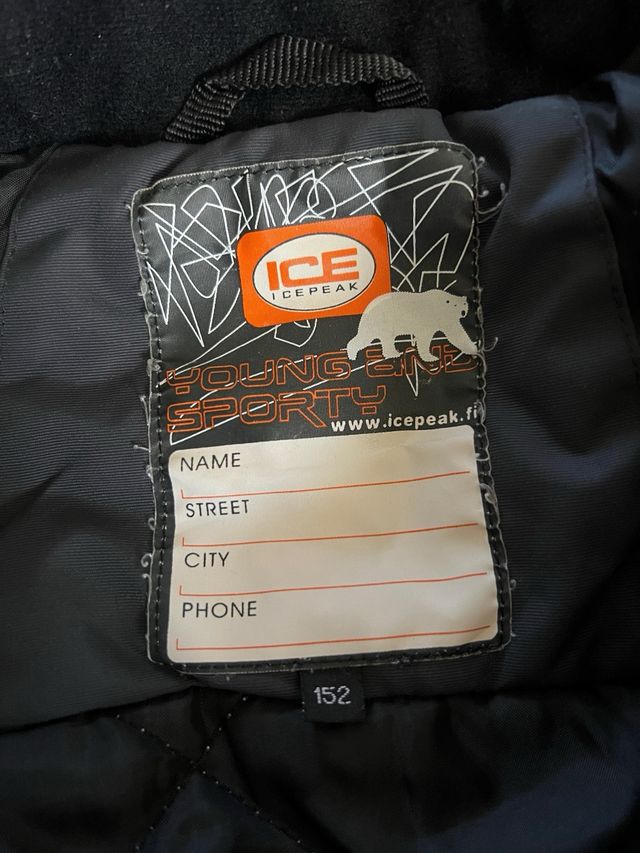 ICE
ICEPEAK
YOUNG AND
SPORTY
www.icepeak.fi
NAME
STREET
CITY
PHONE
152